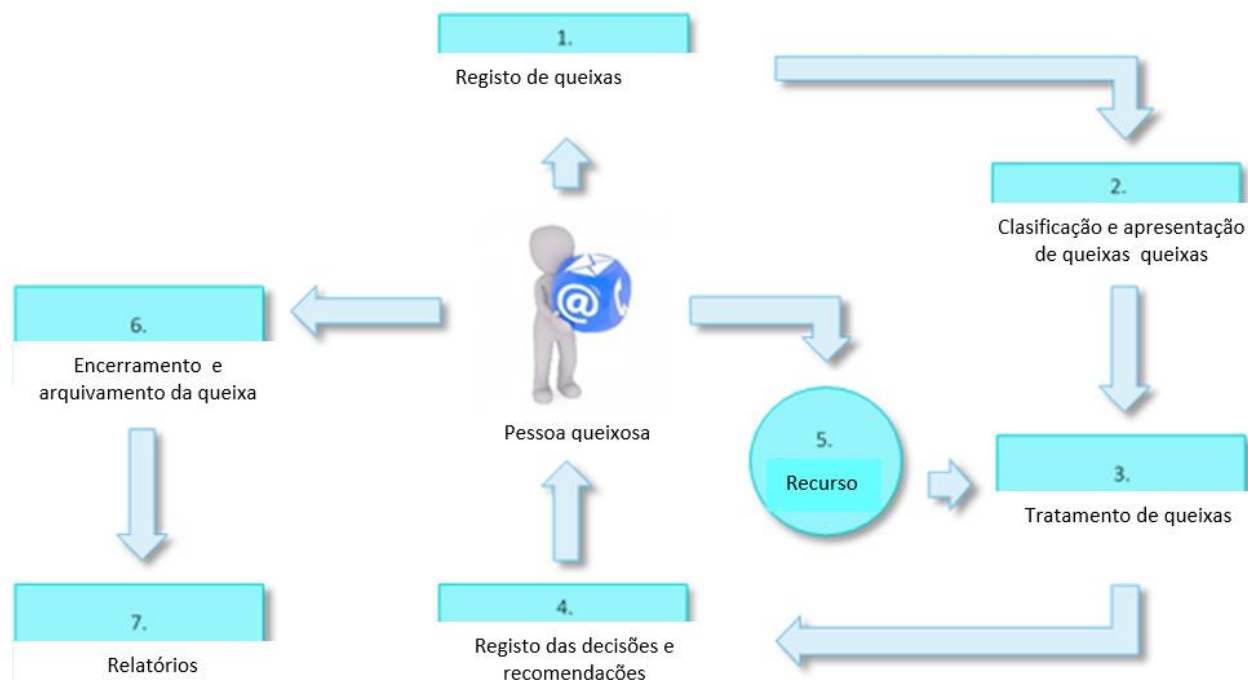 1.
Registo de queixas
2.
Clasificação e apresentação
de queixas queixas
6.
Encerramento e
arquivamento da queixa
@
Pessoa queixosa
5.
Recurso
3.
Tratamento de queixas
4.
Registo das decisões e
recomendações
7.
Relatórios